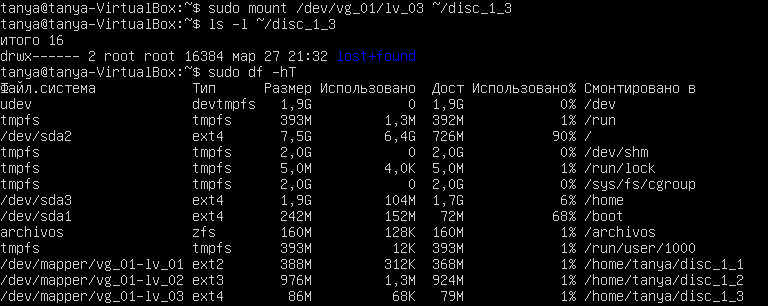 tanya@tanya-VirtualBox:~$ sudo mount /dev/vg_01/lv_03 ~/disc_1_3
tanya@tanya-VirtualBox:~$ ls -l ~/disc_1_3
итого 16
drwx------ 2 root root 16384 мар 27 21:32 lost+found
tanya@tanya-VirtualBox:~$ sudo df -hT
Файл.система Тип Размер Использовано Дост Использовано% Смонтировано в
udev devtmpfs 1,9G 0 1,9G 0% /dev
tmpfs tmpfs 393M 1,3M 392M 1% /run
/dev/sda2 ext4 7,5G 6,4G 726M 90% /
tmpfs tmpfs 2,0G 0 2,0G 0% /dev/shm
tmpfs tmpfs 5,0M 4,0K 5,0M 1% /run/lock
tmpfs tmpfs 2,0G 0 2,0G 0% /sys/fs/cgroup
/dev/sda3 ext4 1,9G 104M 1,7G 6% /home
/dev/sda1 ext4 242M 152M 72M 68% /boot
archivos zfs 160M 128K 160M 1% /archivos
tmpfs tmpfs 393M 12K 393M 1% /run/user/1000
/dev/mapper/vg_01-lv_01 ext2 388M 312K 368M 1% /home/tanya/disc_1_1
/dev/mapper/vg_01-lv_02 ext3 976M 1,3M 924M 1% /home/tanya/disc_1_2
/dev/mapper/vg_01-lv_03 ext4 86M 68K 79M 1% /home/tanya/disc_1_3